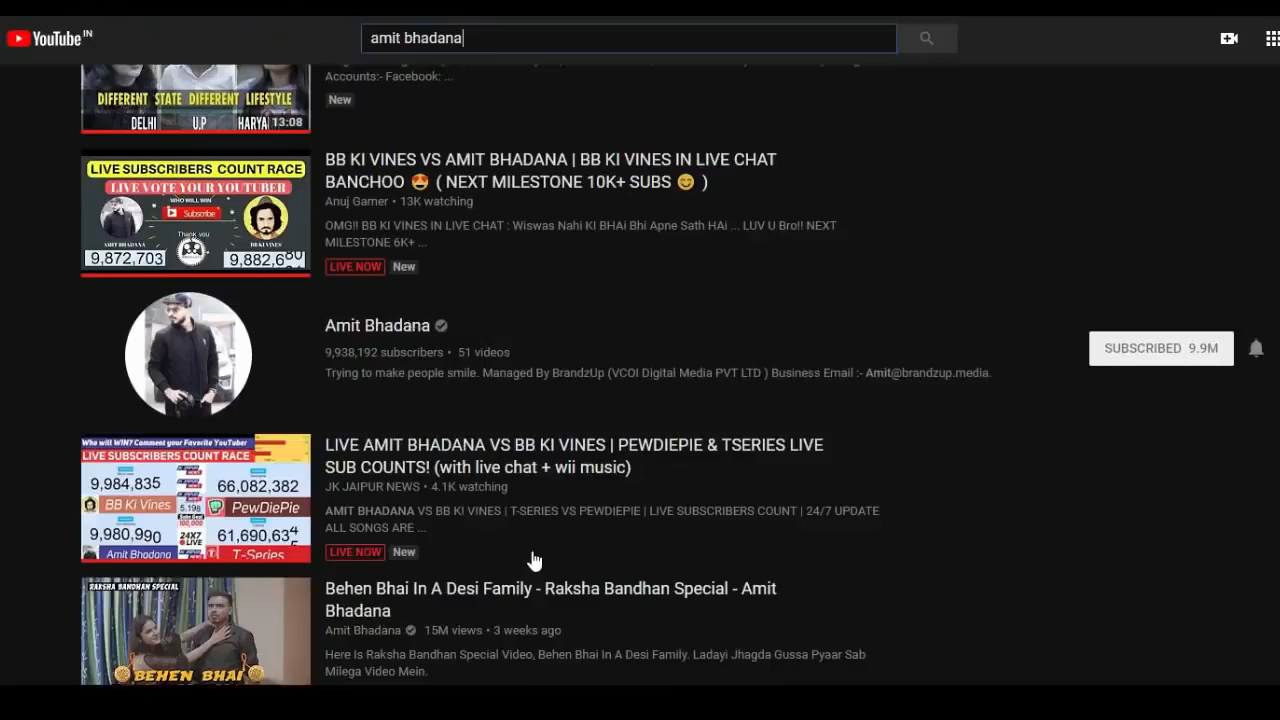 YouTube IN
amit bhadana
DIFFERENT STATE DIFFERENT LIFESTYLE
DELHI U.P HARYA 13:08
Accounts:- Facebook: ...
New
LIVE SUBSCRIBERS COUNT RACE
LIVE VOTE YOUR YOUTUBER
WHO WILL WIN
Subscribe
Thank you
AMIT BHADANA
BB KI VINES
9,872,703
BB KI VINES VS AMIT BHADANA | BB KI VINES IN LIVE CHAT
BANCHOO 😍 ( NEXT MILESTONE 10K+ SUBS 😊 )
Anuj Gamer • 13K watching
OMG!! BB KI VINES IN LIVE CHAT : Wiswas Nahi KI BHAi Bhi Apne Sath HAi ... LUV U Bro!! NEXT
MILESTONE 6K+ ...
LIVE NOW New
Amit Bhadana
9,938,192 subscribers • 51 videos
Trying to make people smile. Managed By BrandzUp (VCOI Digital Media PVT LTD ) Business Email :- Amit@brandzup.media.
SUBSCRIBED 9.9M
Who will WIN? Comment your Favorite YouTuber
LIVE SUBSCRIBERS COUNT RACE
9,984,835 66,082,382
BB Ki Vines 5,198 PewDiePie
100,000
9,980,990
24X7
LIVE
Amit Bhadana T-Series
LIVE AMIT BHADANA VS BB KI VINES | PEWDIEPIE & TSERIES LIVE
SUB COUNTS! (with live chat + wii music)
JK JAIPUR NEWS • 4.1K watching
AMIT BHADANA VS BB KI VINES | T-SERIES VS PEWDIEPIE | LIVE SUBSCRIBERS COUNT | 24/7 UPDATE
ALL SONGS ARE ...
LIVE NOW New
RAKSHA BANDHAN SPECIAL
BEHEN BHAI
Behen Bhai In A Desi Family - Raksha Bandhan Special - Amit
Bhadana
Amit Bhadana 15M views • 3 weeks ago
Here Is Raksha Bandhan Special Video, Behen Bhai In A Desi Family. Ladayi Jhagda Gussa Pyaar Sab
Milega Video Mein.